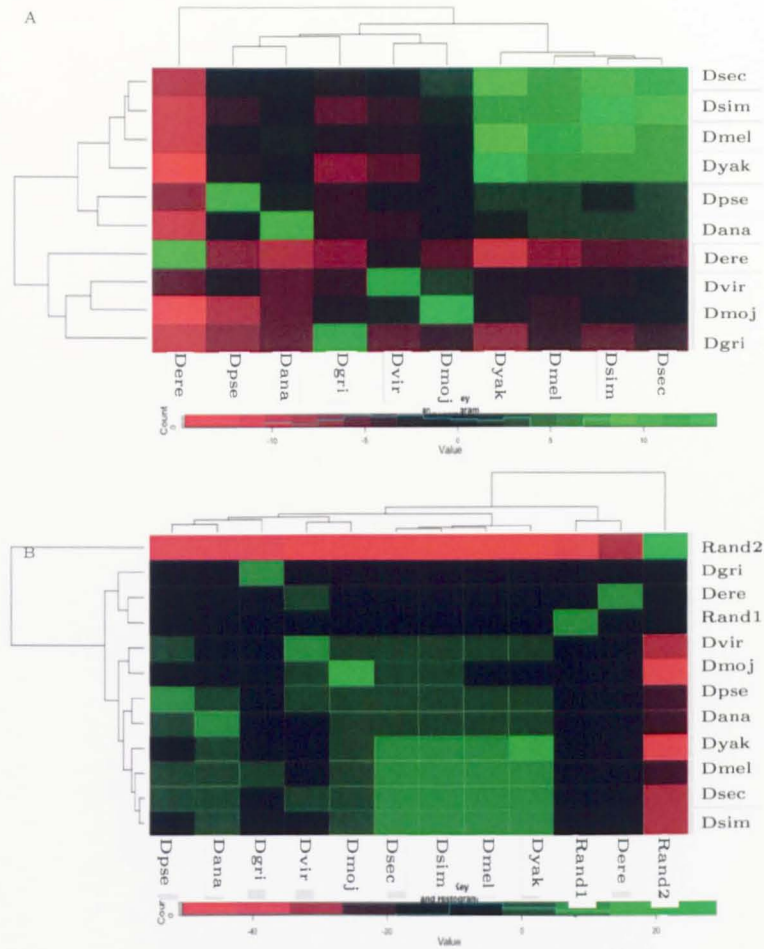 A
Dsec
Dsim
Dmel
Dyak
Dpse
Dana
Dere
Dvir
Dmoj
Dgri
Dere
Dpse
Dana
Dgri
Dvir
Dmoj
Dyak
Dmel
Dsim
Dsec
Count
0
-10
-5
0
5
10
Value
B
Rand2
Dgri
Dere
Rand1
Dvir
Dmoj
Dpse
Dana
Dyak
Dmel
Dsec
Dsim
Dpse
Dana
Dgri
Dvir
Dmoj
Dsec
Dsim
Dmel
Dyak
Rand1
Dere
Rand2
0
-40
-20
0
20
Value